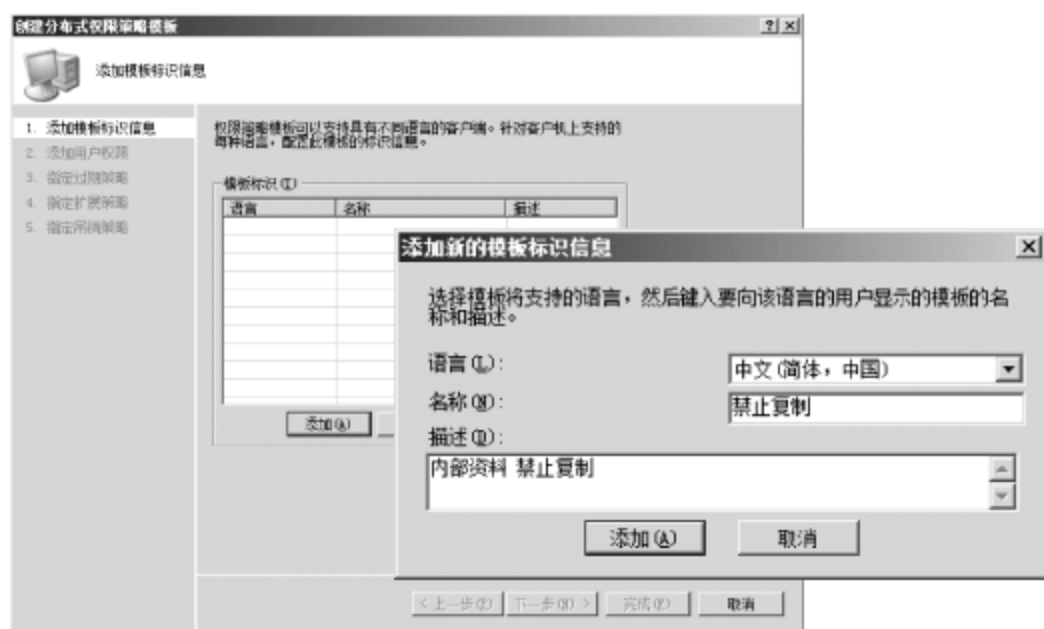 创建分布式权限策略模板
添加模板标识信息
1. 添加模板标识信息
2. 添加用户权限
3. 指定过期策略
4. 指定扩展策略
5. 指定吊销策略
权限策略模板可以支持具有不同语言的客户端。针对客户机上支持的
每种语言，配置此模板的标识信息。
模板标识(T)
语言 名称 描述
添加(A)
添加新的模板标识信息
选择模板将支持的语言，然后键入要向该语言的用户显示的模板的名
称和描述。
语言(L):
中文(简体，中国)
名称(N):
禁止复制
描述(D):
内部资料 禁止复制
添加(A) 取消
<上一步(P) 下一步(N)> 完成(F) 取消